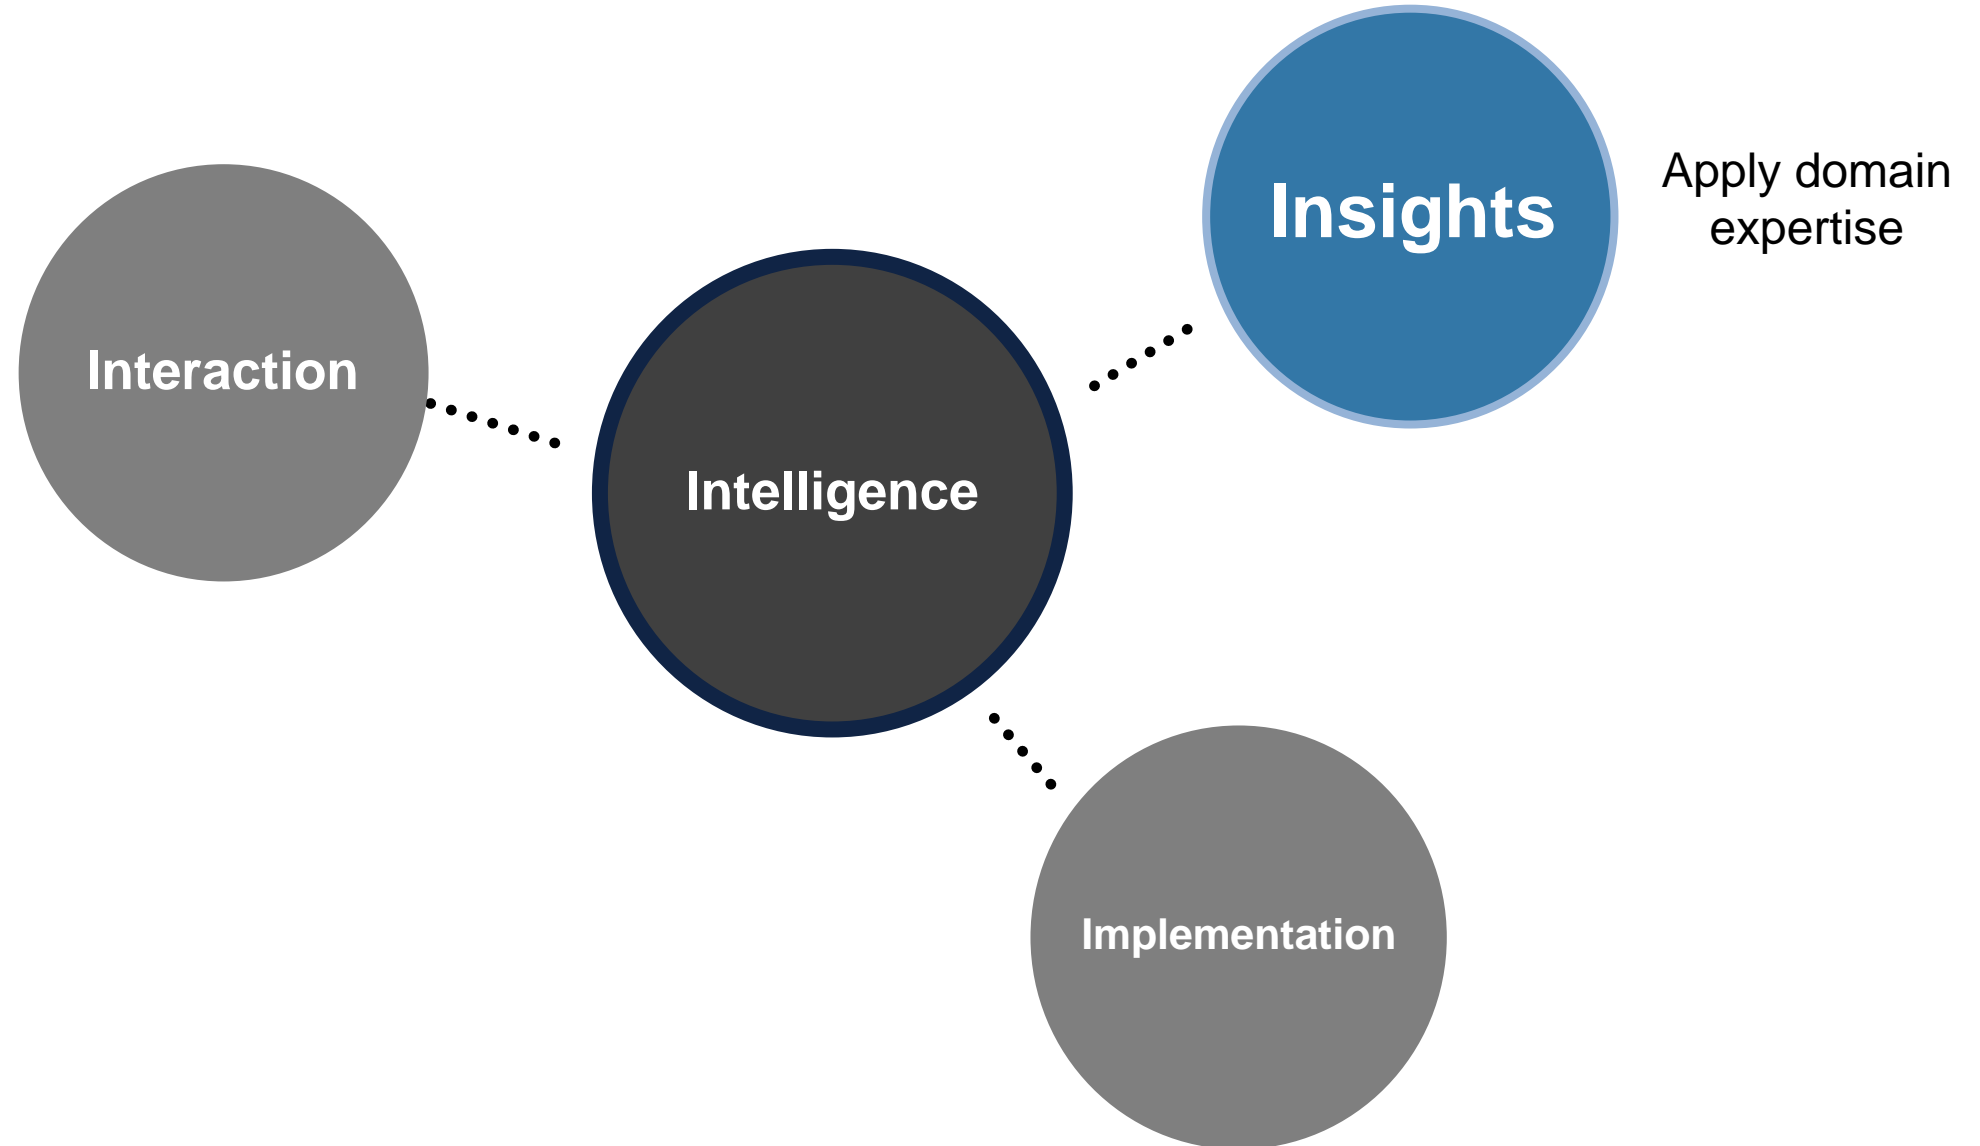 Insights
Apply domain
expertise
Interaction
Intelligence
Implementation